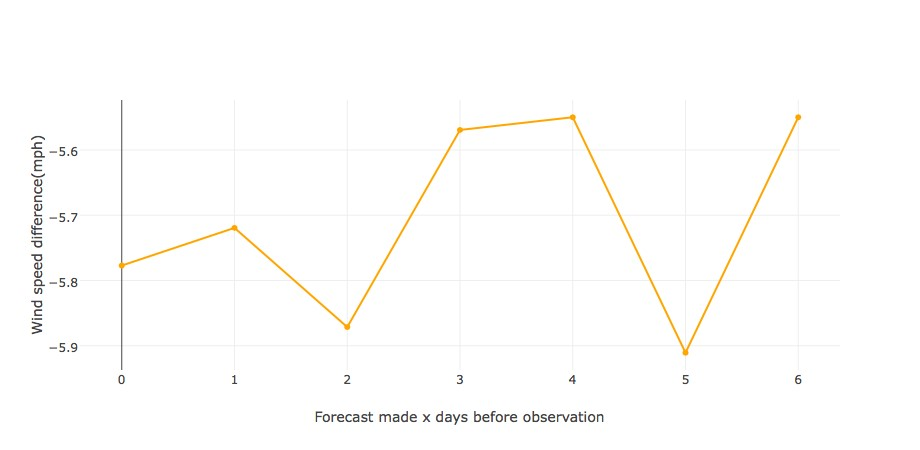 Wind speed difference(mph)
−5.6
−5.7
−5.8
−5.9
0 1 2 3 4 5 6
Forecast made x days before observation